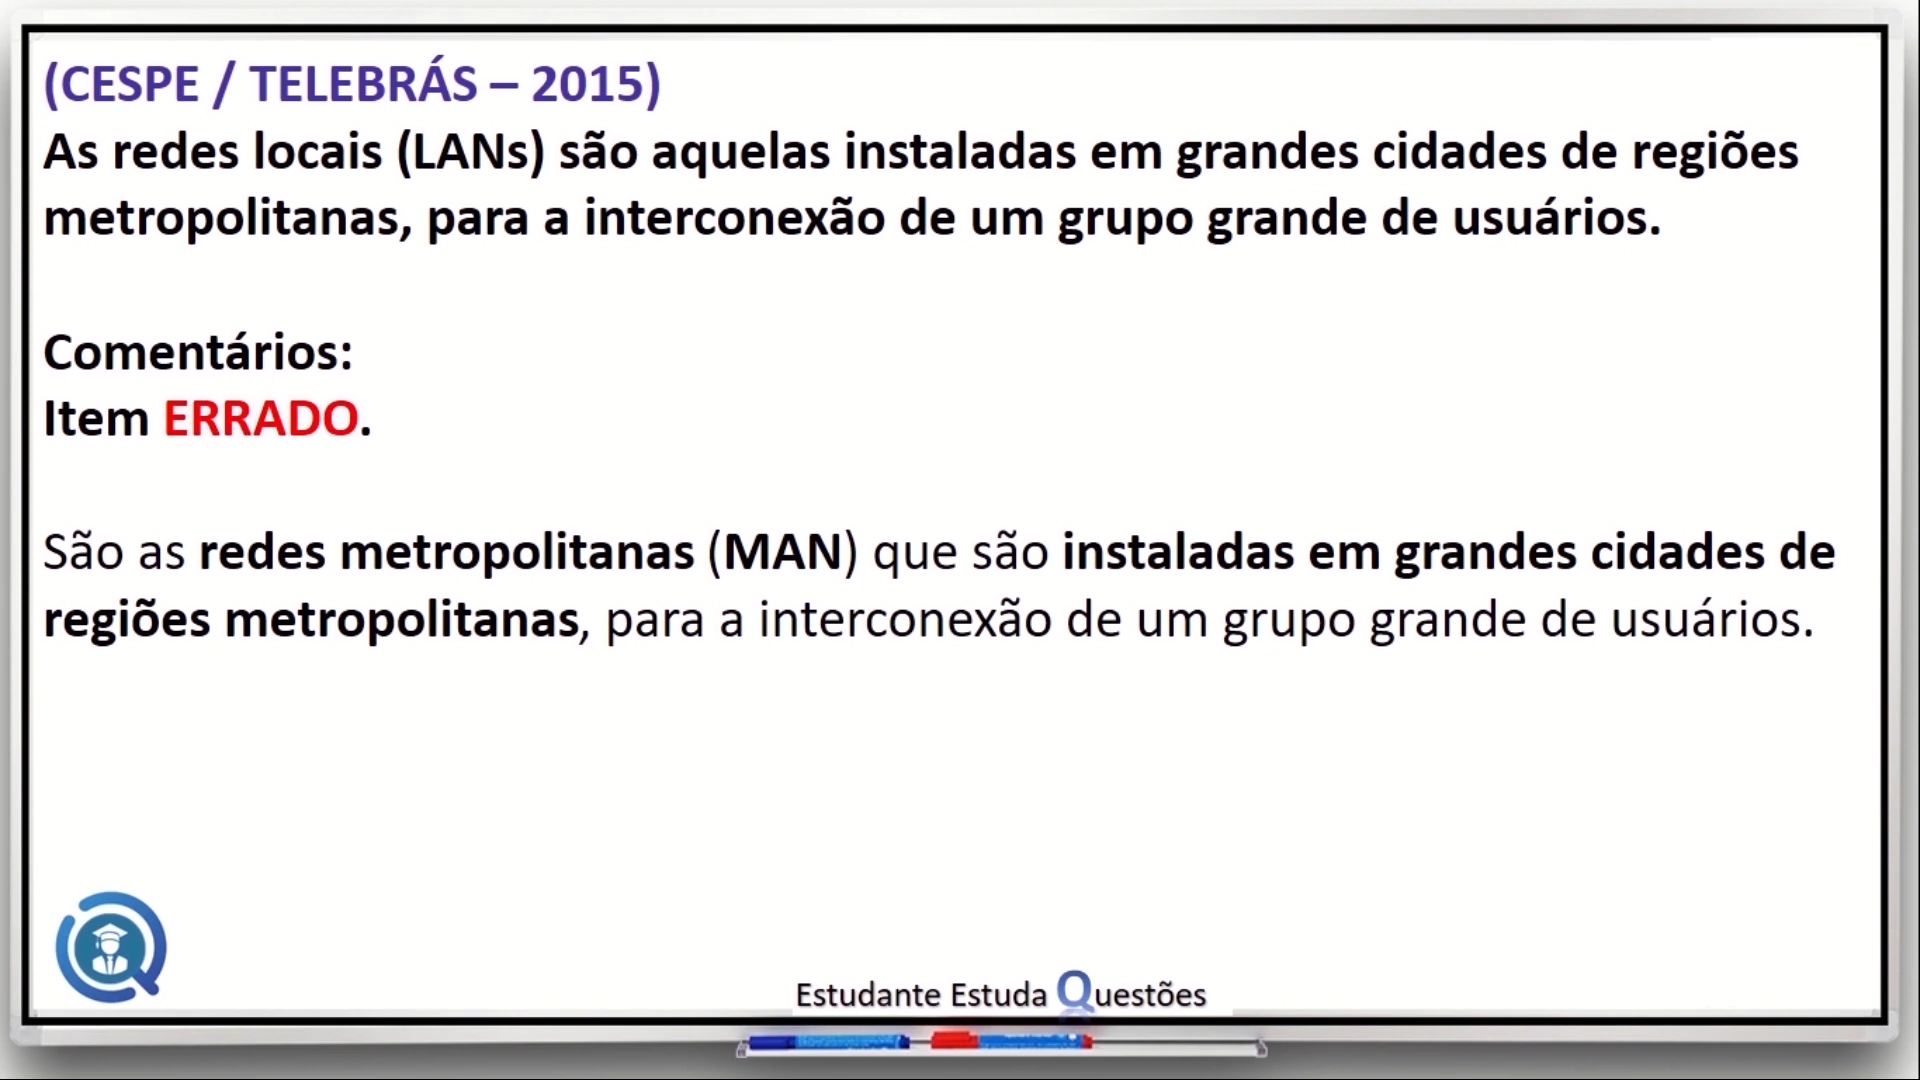 (CESPE / TELEBRÁS – 2015)
As redes locais (LANs) são aquelas instaladas em grandes cidades de regiões
metropolitanas, para a interconexão de um grupo grande de usuários.
Comentários:
Item ERRADO.
São as redes metropolitanas (MAN) que são instaladas em grandes cidades de
regiões metropolitanas, para a interconexão de um grupo grande de usuários.
Estudante Estuda Questões